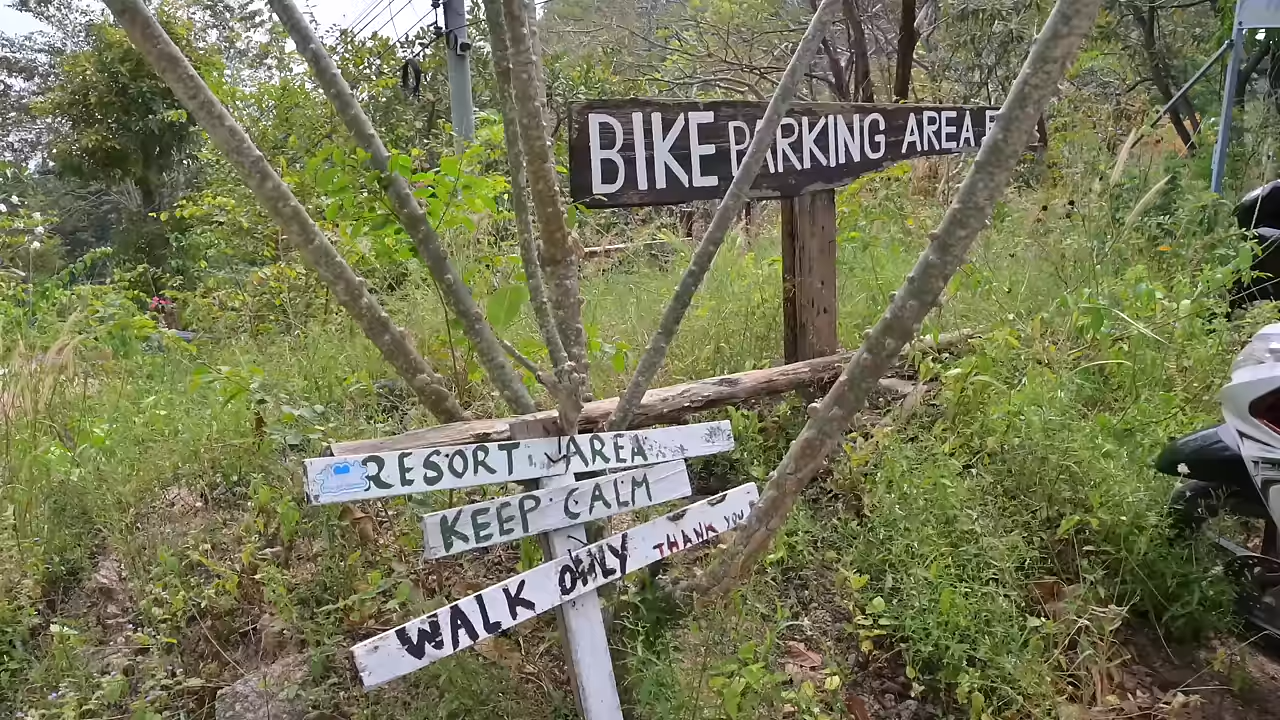 BIKE PARKING AREA
RESORT AREA
KEEP CALM
WALK ONLY THANK YOU